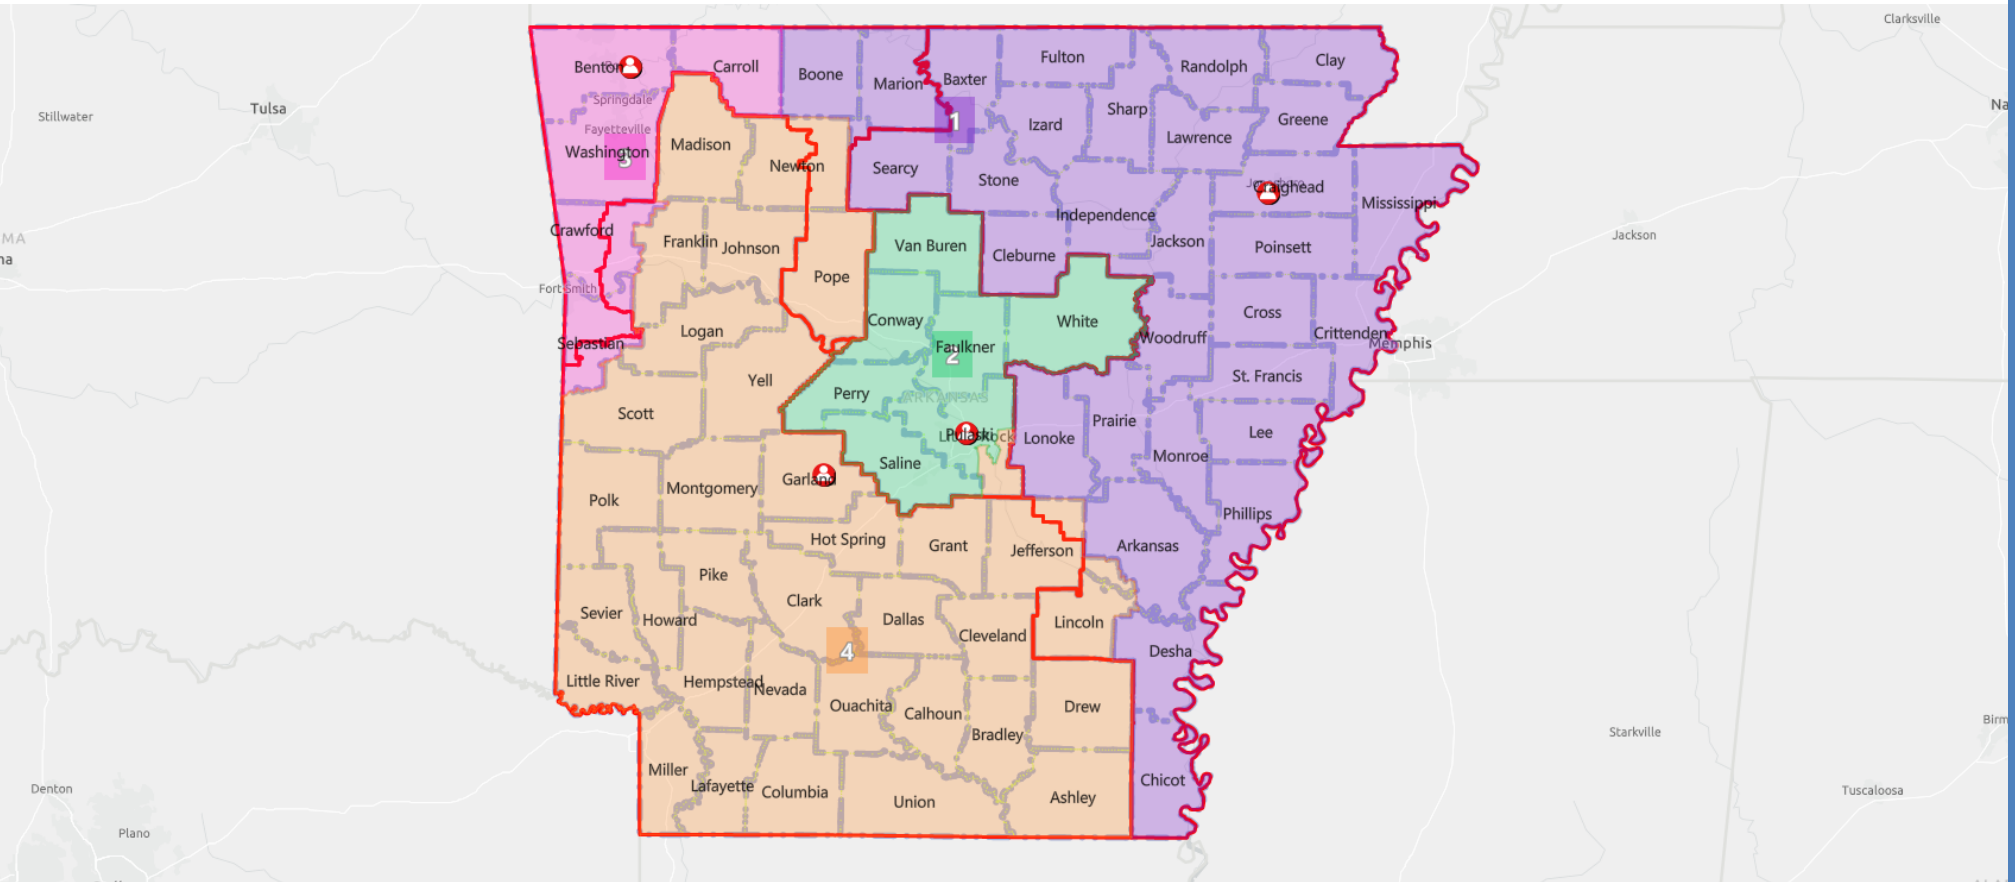 Clarksville
Benton
Carroll
Boone
Marion
Baxter
Fulton
Randolph
Clay
Stillwater
Tulsa
Springdale
1
Sharp
Greene
Fayetteville
Izard
Lawrence
Washington
3
Madison
Newton
Searcy
Stone
Craighead
Mississippi
Independence
Crawford
MA
Franklin
Johnson
Van Buren
Cleburne
Jackson
Poinsett
Jackson
Pope
Fort Smith
Conway
White
Cross
Logan
Sebastian
Faulkner
2
Woodruff
Crittenden
Memphis
Yell
Perry
ARKANSAS
St. Francis
Scott
Prairie
Pulaski
Lonoke
Lee
Saline
Monroe
Garland
Montgomery
Polk
Phillips
Hot Spring
Grant
Jefferson
Arkansas
Pike
Clark
Sevier
Howard
Dallas
Cleveland
Lincoln
4
Desha
Little River
Hempstead
Nevada
Ouachita
Calhoun
Drew
Bradley
Starkville
Miller
Lafayette
Columbia
Union
Ashley
Chicot
Denton
Tuscaloosa
Plano